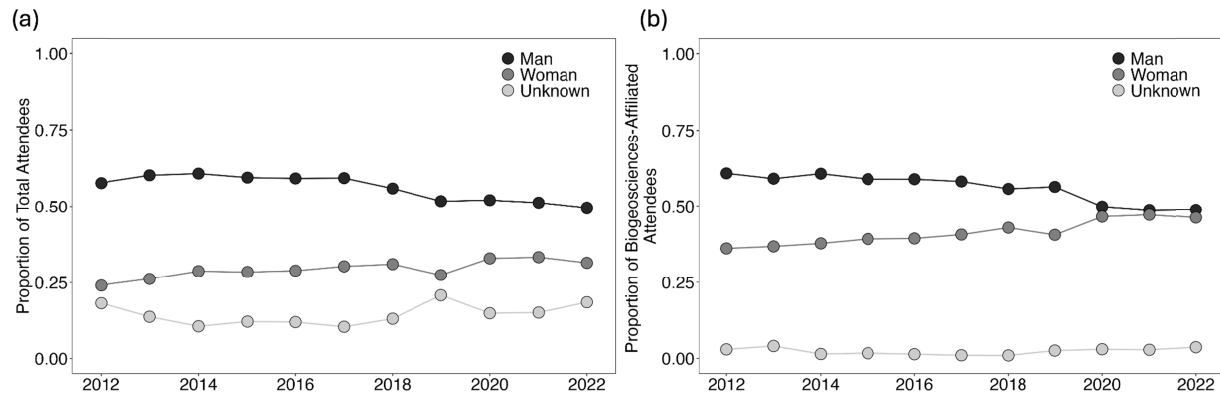 (a)
Proportion of Total Attendees
1.00
0.75
0.50
0.25
0.00
Man
Woman
Unknown
2012 2014 2016 2018 2020 2022
(b)
Proportion of Biogeosciences-Affiliated
Attendees
1.00
0.75
0.50
0.25
0.00
Man
Woman
Unknown
2012 2014 2016 2018 2020 2022